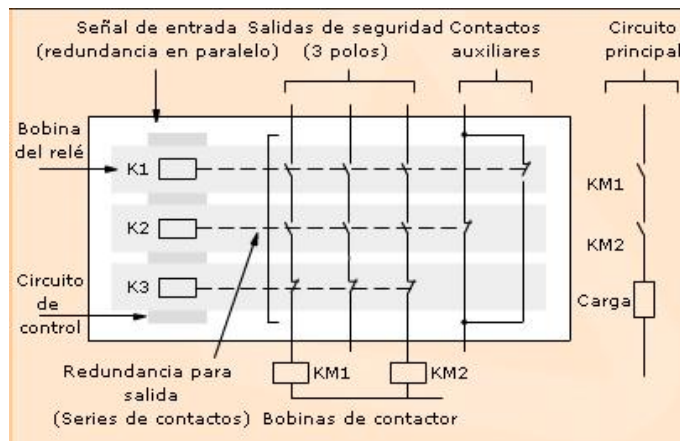 Señal de entrada
(redundancia en paralelo)
Salidas de seguridad
(3 polos)
Contactos
auxiliares
Circuito
principal
Bobina
del relé
K1
K2
K3
KM1
KM2
Carga
Circuito
de
control
Redundancia para
salida
(Series de contactos)
KM1
KM2
Bobinas de contactor